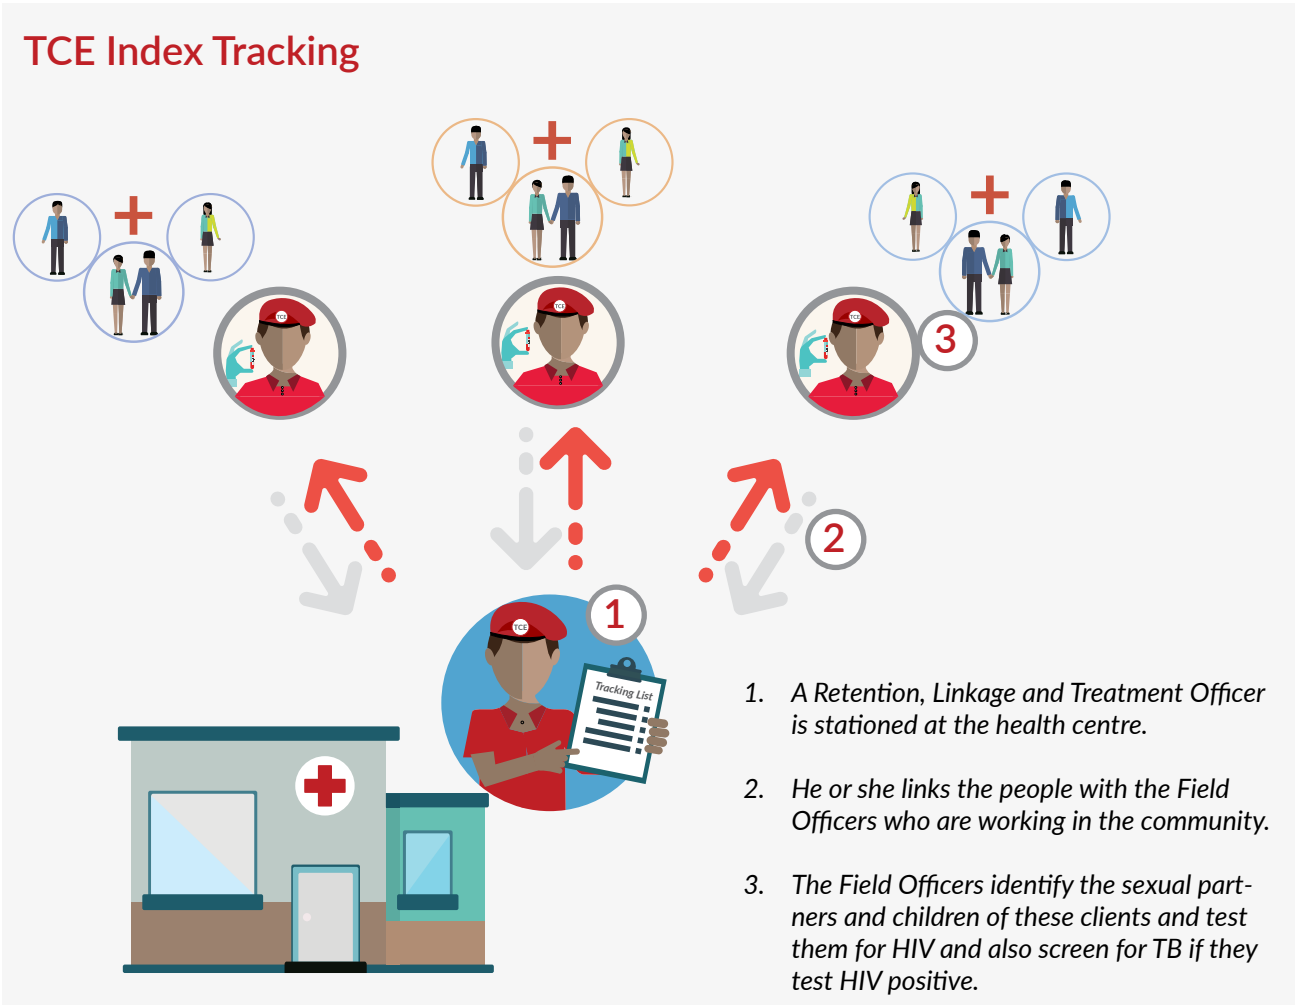 TCE Index Tracking
TCE
TCE
TCE
3
2
1
TCE
Tracking List
1. A Retention, Linkage and Treatment Officer
is stationed at the health centre.
2. He or she links the people with the Field
Officers who are working in the community.
3. The Field Officers identify the sexual part-
ners and children of these clients and test
them for HIV and also screen for TB if they
test HIV positive.